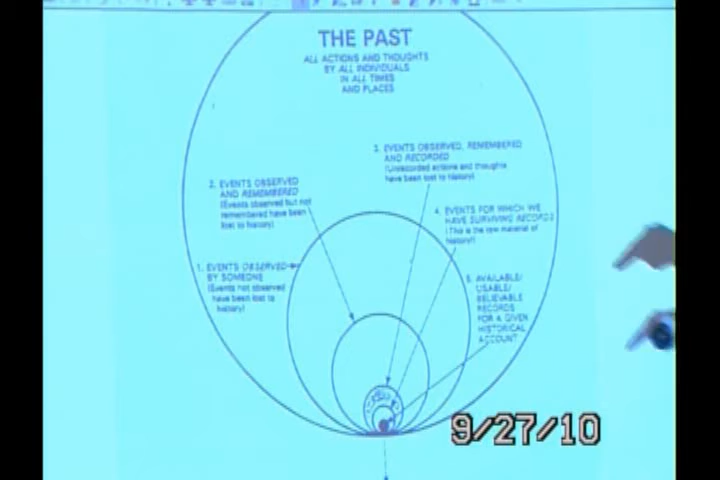 THE PAST
ALL ACTIONS AND THOUGHTS
BY ALL INDIVIDUALS
IN ALL TIMES
AND PLACES
3. EVENTS OBSERVED, REMEMBERED
AND RECORDED
(Unrecorded actions and thoughts
have been lost to history)
2. EVENTS OBSERVED
AND REMEMBERED
(Events observed but not
remembered have been
lost to history)
4. EVENTS FOR WHICH WE
HAVE SURVIVING RECORDS
(This is the raw material of
history)
1. EVENTS OBSERVED
BY SOMEONE
(Events not observed
have been lost to
history)
5. AVAILABLE/
USABLE/
BELIEVABLE
RECORDS
FOR A GIVEN
HISTORICAL
ACCOUNT
9/27/10